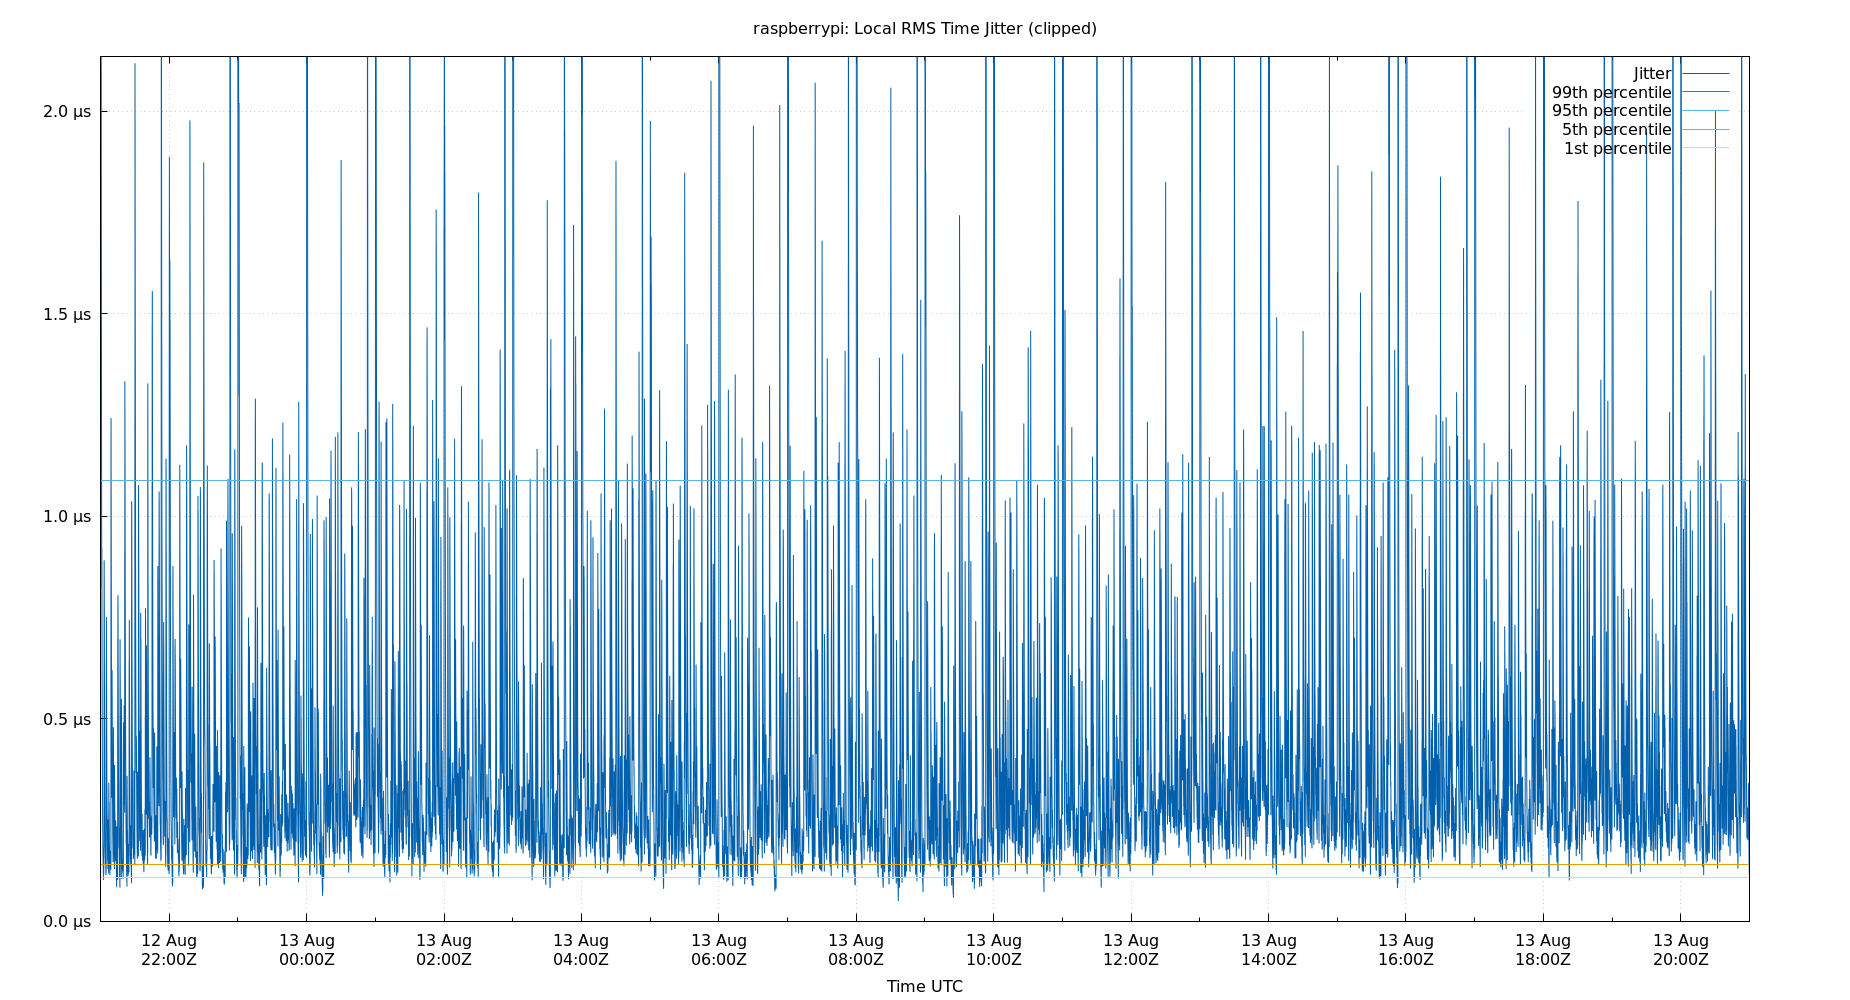 raspberrypi: Local RMS Time Jitter (clipped)
Jitter
99th percentile
95th percentile
5th percentile
1st percentile
2.0 µs
1.5 µs
1.0 µs
0.5 µs
0.0 µs
12 Aug 13 Aug 13 Aug 13 Aug 13 Aug 13 Aug 13 Aug 13 Aug 13 Aug 13 Aug 13 Aug 13 Aug
22:00Z 00:00Z 02:00Z 04:00Z 06:00Z 08:00Z 10:00Z 12:00Z 14:00Z 16:00Z 18:00Z 20:00Z
Time UTC